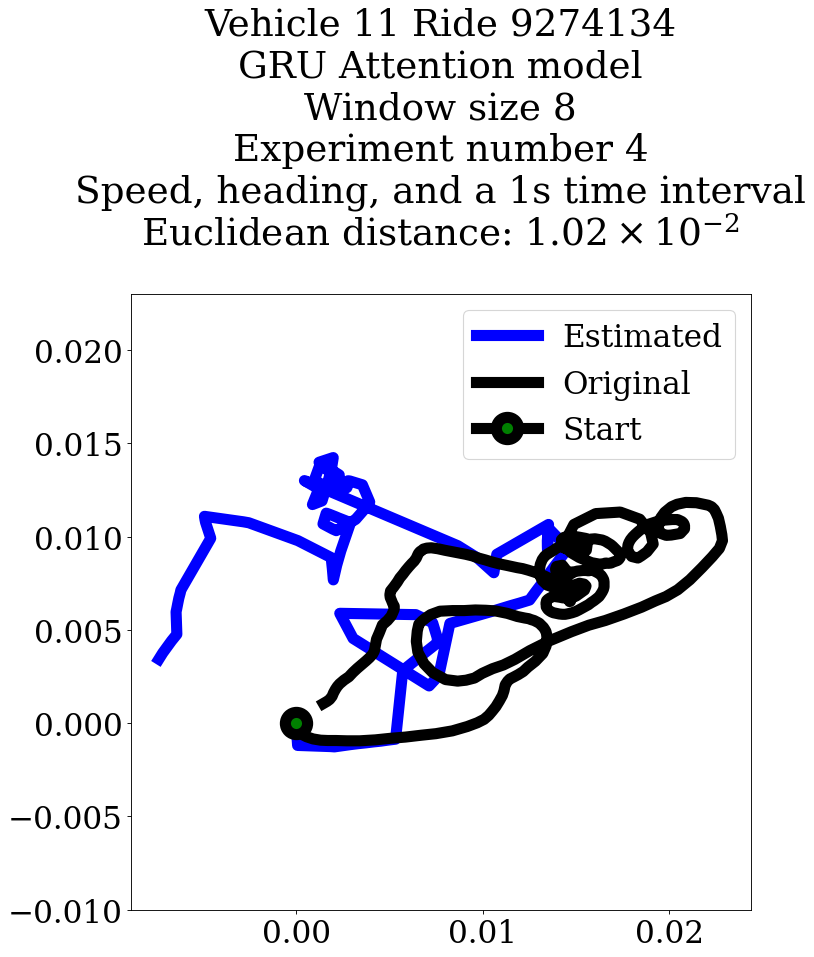 Vehicle 11 Ride 9274134
GRU Attention model
Window size 8
Experiment number 4
Speed, heading, and a 1s time interval
Euclidean distance: 1.02 × 10⁻²
Estimated
Original
Start
0.020
0.015
0.010
0.005
0.000
−0.005
−0.010
0.00 0.01 0.02